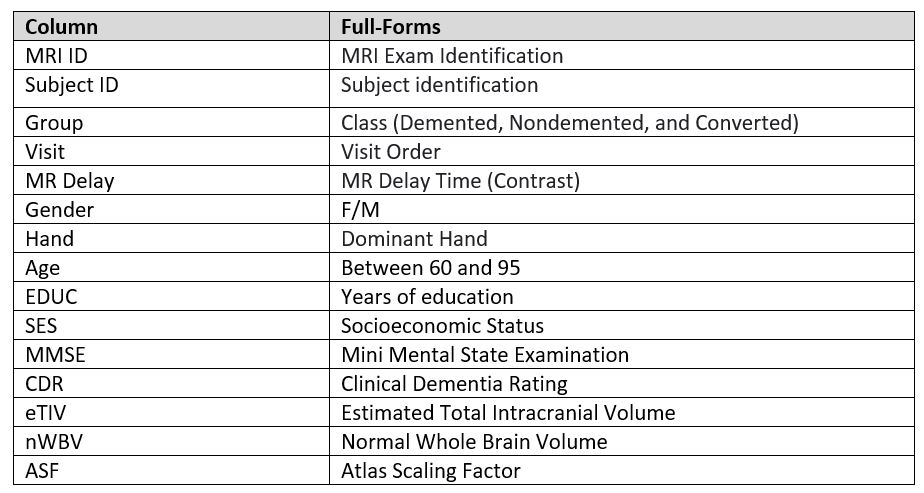 Column Full-Forms
MRI ID MRI Exam Identification
Subject ID Subject identification
Group Class (Demented, Nondemented, and Converted)
Visit Visit Order
MR Delay MR Delay Time (Contrast)
Gender F/M
Hand Dominant Hand
Age Between 60 and 95
EDUC Years of education
SES Socioeconomic Status
MMSE Mini Mental State Examination
CDR Clinical Dementia Rating
eTIV Estimated Total Intracranial Volume
nWBV Normal Whole Brain Volume
ASF Atlas Scaling Factor